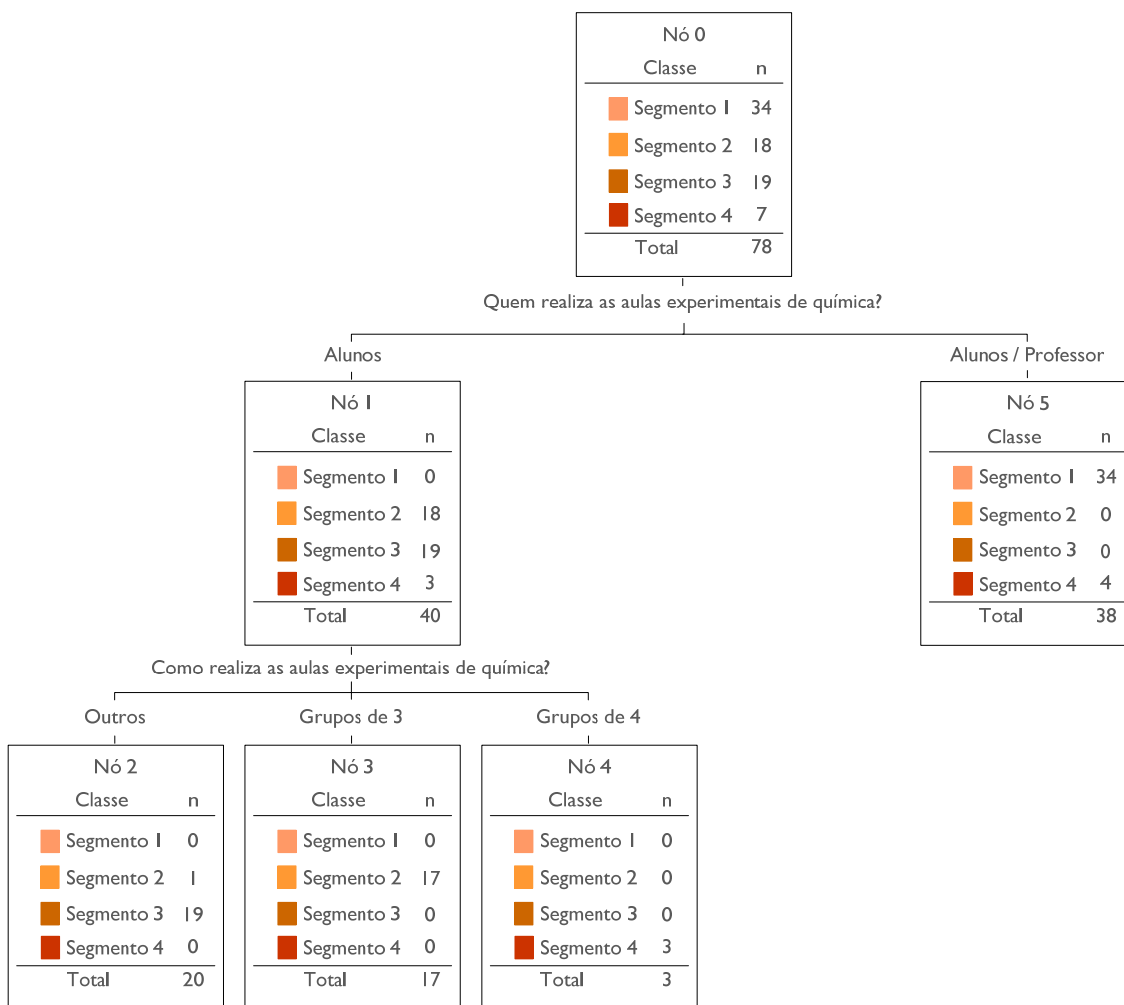 Nó 0
Classe n
Segmento 1 34
Segmento 2 18
Segmento 3 19
Segmento 4 7
Total 78
Quem realiza as aulas experimentais de química?
Alunos
Alunos / Professor
Nó 1
Classe n
Segmento 1 0
Segmento 2 18
Segmento 3 19
Segmento 4 3
Total 40
Nó 5
Classe n
Segmento 1 34
Segmento 2 0
Segmento 3 0
Segmento 4 4
Total 38
Como realiza as aulas experimentais de química?
Outros
Grupos de 3
Grupos de 4
Nó 2
Classe n
Segmento 1 0
Segmento 2 1
Segmento 3 19
Segmento 4 0
Total 20
Nó 3
Classe n
Segmento 1 0
Segmento 2 17
Segmento 3 0
Segmento 4 0
Total 17
Nó 4
Classe n
Segmento 1 0
Segmento 2 0
Segmento 3 0
Segmento 4 3
Total 3